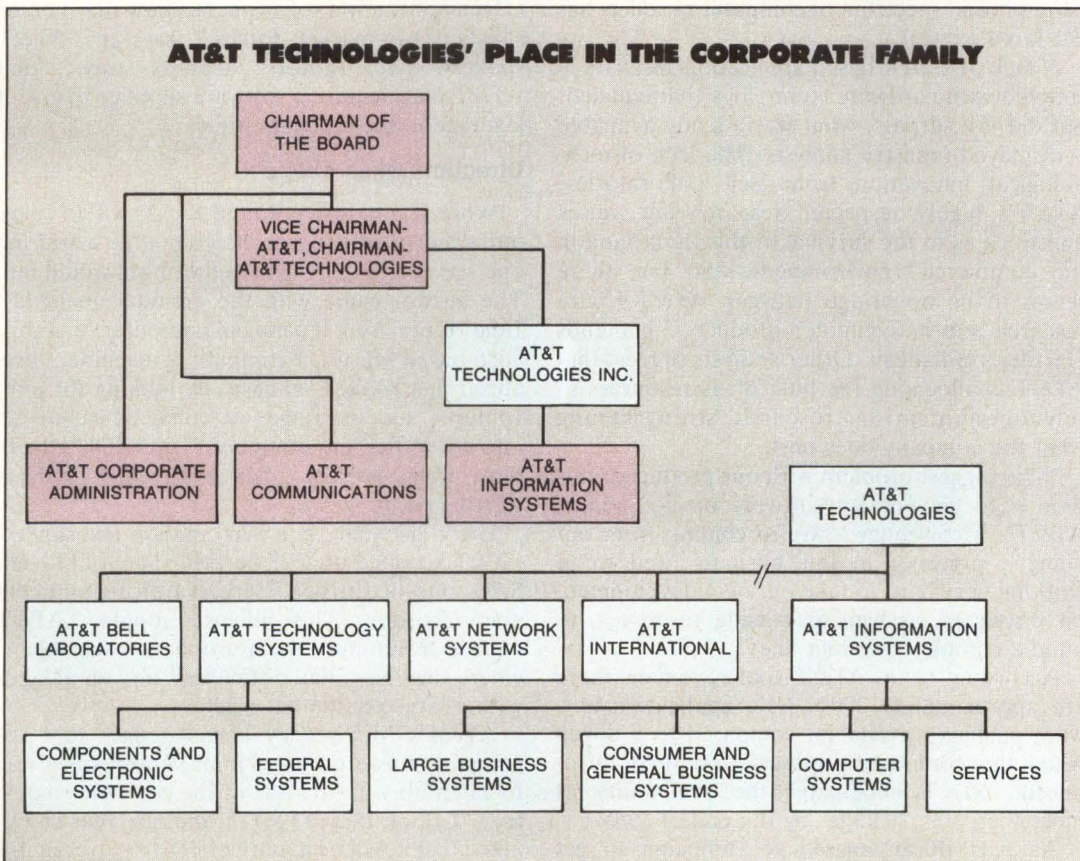 AT&T TECHNOLOGIES' PLACE IN THE CORPORATE FAMILY
CHAIRMAN OF
THE BOARD
VICE CHAIRMAN-
AT&T, CHAIRMAN-
AT&T TECHNOLOGIES
AT&T
TECHNOLOGIES INC.
AT&T CORPORATE
ADMINISTRATION
AT&T
COMMUNICATIONS
AT&T
INFORMATION
SYSTEMS
AT&T
TECHNOLOGIES
AT&T BELL
LABORATORIES
AT&T TECHNOLOGY
SYSTEMS
AT&T NETWORK
SYSTEMS
AT&T
INTERNATIONAL
AT&T INFORMATION
SYSTEMS
COMPONENTS AND
ELECTRONIC
SYSTEMS
FEDERAL
SYSTEMS
LARGE BUSINESS
SYSTEMS
CONSUMER AND
GENERAL BUSINESS
SYSTEMS
COMPUTER
SYSTEMS
SERVICES